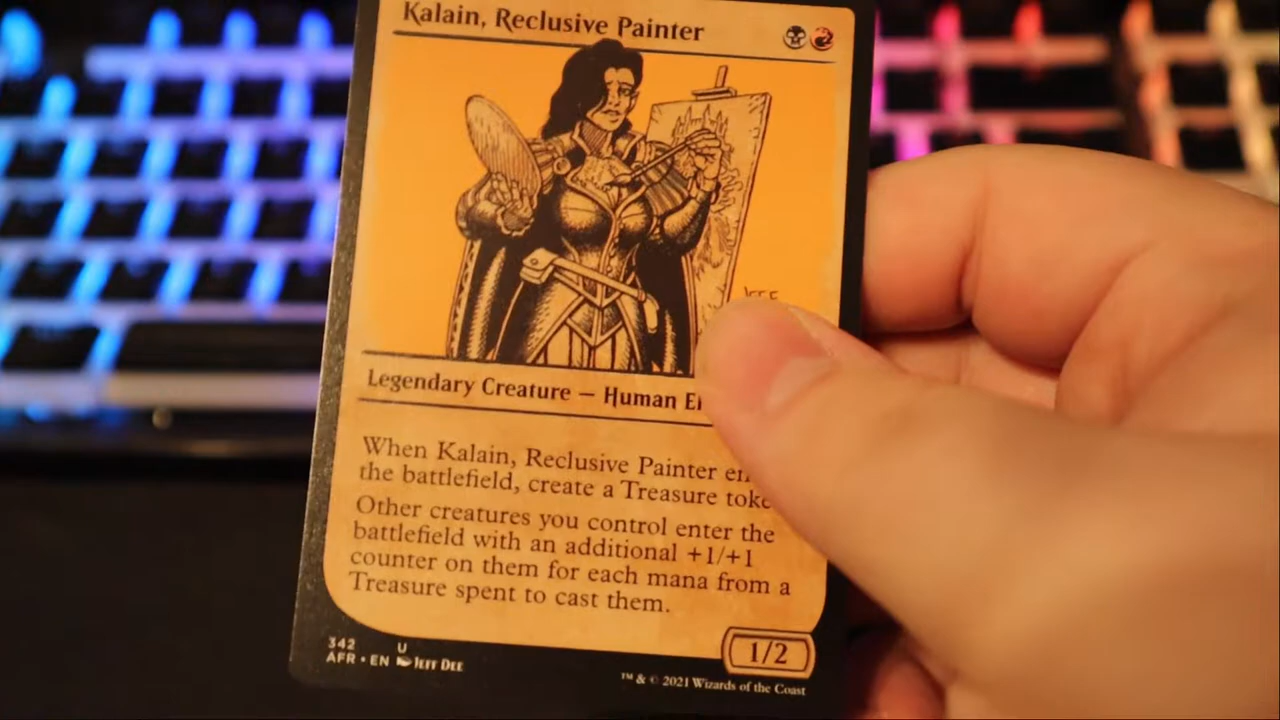 Kalain, Reclusive Painter
Legendary Creature — Human
When Kalain, Reclusive Painter
the battlefield, create a Treasure
Other creatures you control enter the
battlefield with an additional +1/+1
counter on them for each mana from a
Treasure spent to cast them.
1/2
342 U
AFR • EN Jeff Dee
™ & © 2021 Wizards of the Coast